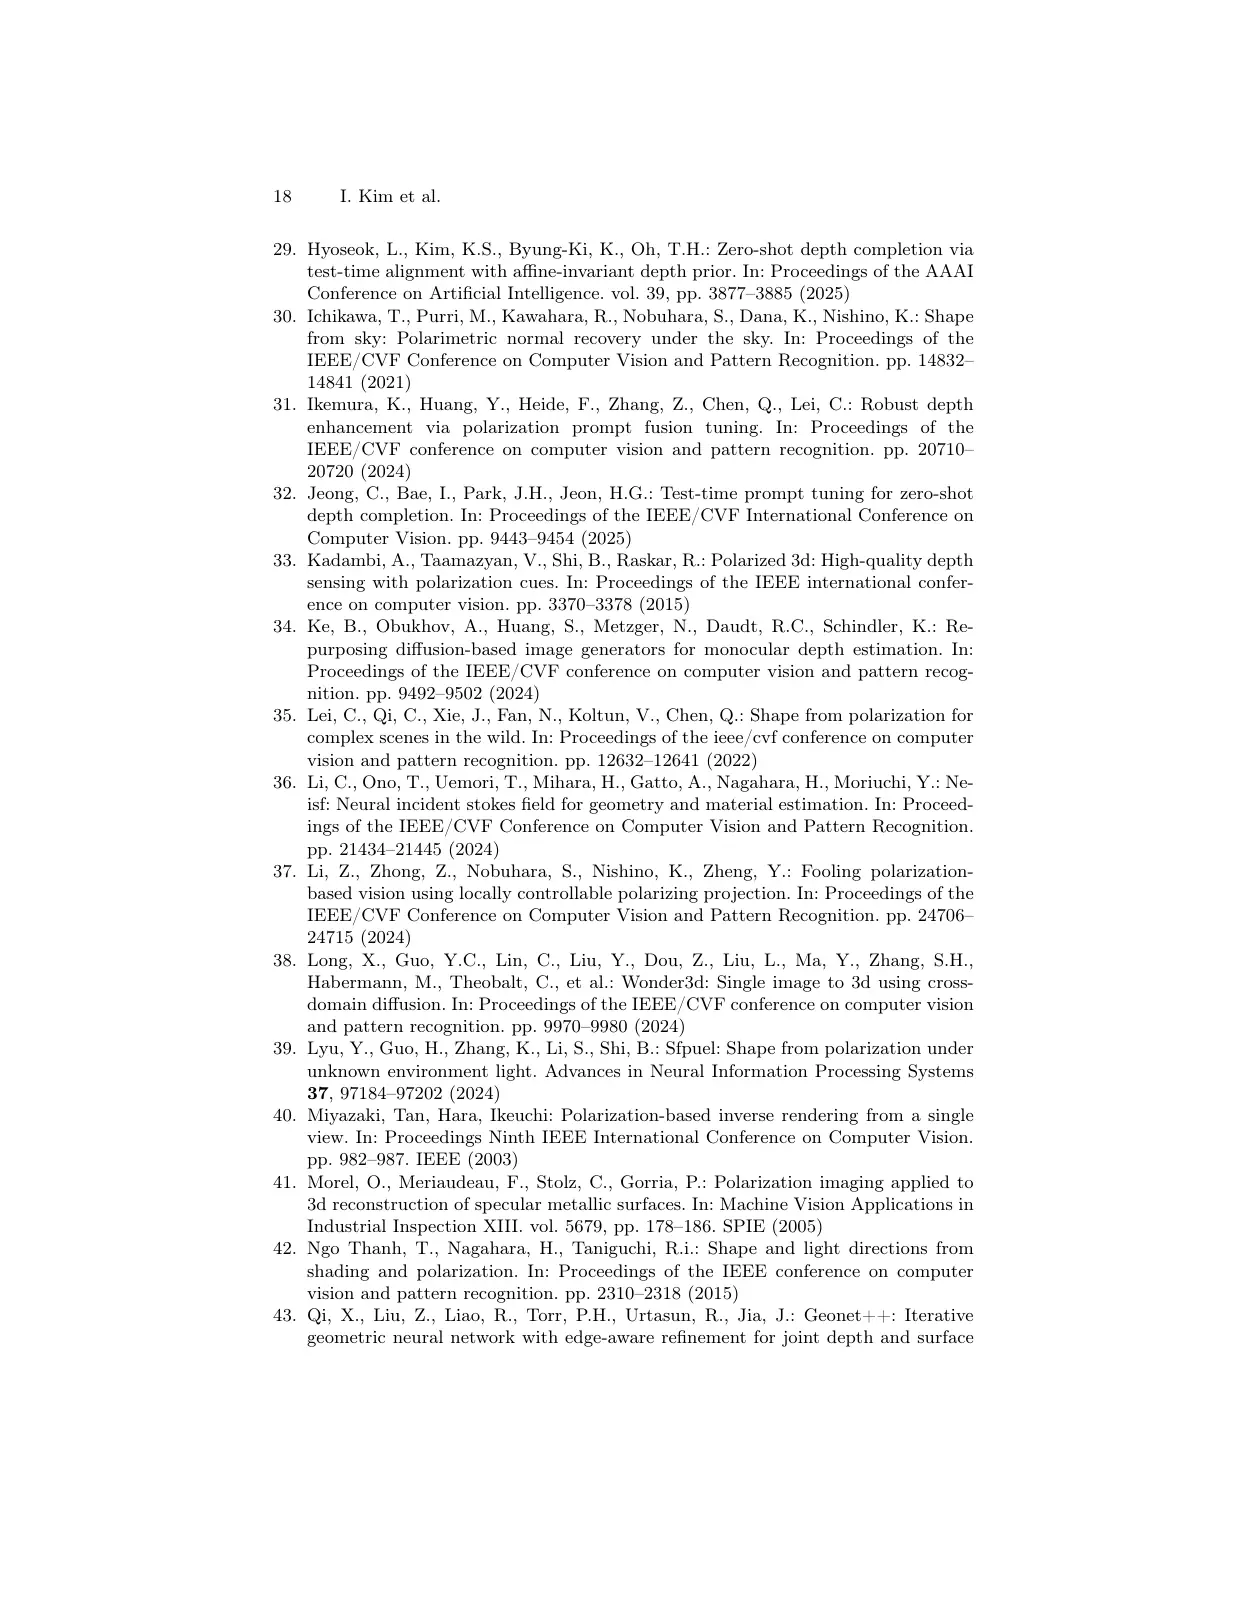 18 I. Kim et al.
29. Hyoseok, L., Kim, K.S., Byung-Ki, K., Oh, T.H.: Zero-shot depth completion via
test-time alignment with affine-invariant depth prior. In: Proceedings of the AAAI
Conference on Artificial Intelligence. vol. 39, pp. 3877–3885 (2025)
30. Ichikawa, T., Purri, M., Kawahara, R., Nobuhara, S., Dana, K., Nishino, K.: Shape
from sky: Polarimetric normal recovery under the sky. In: Proceedings of the
IEEE/CVF Conference on Computer Vision and Pattern Recognition. pp. 14832–
14841 (2021)
31. Ikemura, K., Huang, Y., Heide, F., Zhang, Z., Chen, Q., Lei, C.: Robust depth
enhancement via polarization prompt fusion tuning. In: Proceedings of the
IEEE/CVF conference on computer vision and pattern recognition. pp. 20710–
20720 (2024)
32. Jeong, C., Bae, I., Park, J.H., Jeon, H.G.: Test-time prompt tuning for zero-shot
depth completion. In: Proceedings of the IEEE/CVF International Conference on
Computer Vision. pp. 9443–9454 (2025)
33. Kadambi, A., Taamazyan, V., Shi, B., Raskar, R.: Polarized 3d: High-quality depth
sensing with polarization cues. In: Proceedings of the IEEE international confer-
ence on computer vision. pp. 3370–3378 (2015)
34. Ke, B., Obukhov, A., Huang, S., Metzger, N., Daudt, R.C., Schindler, K.: Re-
purposing diffusion-based image generators for monocular depth estimation. In:
Proceedings of the IEEE/CVF conference on computer vision and pattern recog-
nition. pp. 9492–9502 (2024)
35. Lei, C., Qi, C., Xie, J., Fan, N., Koltun, V., Chen, Q.: Shape from polarization for
complex scenes in the wild. In: Proceedings of the ieee/cvf conference on computer
vision and pattern recognition. pp. 12632–12641 (2022)
36. Li, C., Ono, T., Uemori, T., Mihara, H., Gatto, A., Nagahara, H., Moriuchi, Y.: Ne-
isf: Neural incident stokes field for geometry and material estimation. In: Proceed-
ings of the IEEE/CVF Conference on Computer Vision and Pattern Recognition.
pp. 21434–21445 (2024)
37. Li, Z., Zhong, Z., Nobuhara, S., Nishino, K., Zheng, Y.: Fooling polarization-
based vision using locally controllable polarizing projection. In: Proceedings of the
IEEE/CVF Conference on Computer Vision and Pattern Recognition. pp. 24706–
24715 (2024)
38. Long, X., Guo, Y.C., Lin, C., Liu, Y., Dou, Z., Liu, L., Ma, Y., Zhang, S.H.,
Habermann, M., Theobalt, C., et al.: Wonder3d: Single image to 3d using cross-
domain diffusion. In: Proceedings of the IEEE/CVF conference on computer vision
and pattern recognition. pp. 9970–9980 (2024)
39. Lyu, Y., Guo, H., Zhang, K., Li, S., Shi, B.: Sfpuel: Shape from polarization under
unknown environment light. Advances in Neural Information Processing Systems
37, 97184–97202 (2024)
40. Miyazaki, Tan, Hara, Ikeuchi: Polarization-based inverse rendering from a single
view. In: Proceedings Ninth IEEE International Conference on Computer Vision.
pp. 982–987. IEEE (2003)
41. Morel, O., Meriaudeau, F., Stolz, C., Gorria, P.: Polarization imaging applied to
3d reconstruction of specular metallic surfaces. In: Machine Vision Applications in
Industrial Inspection XIII. vol. 5679, pp. 178–186. SPIE (2005)
42. Ngo Thanh, T., Nagahara, H., Taniguchi, R.i.: Shape and light directions from
shading and polarization. In: Proceedings of the IEEE conference on computer
vision and pattern recognition. pp. 2310–2318 (2015)
43. Qi, X., Liu, Z., Liao, R., Torr, P.H., Urtasun, R., Jia, J.: Geonet++: Iterative
geometric neural network with edge-aware refinement for joint depth and surface